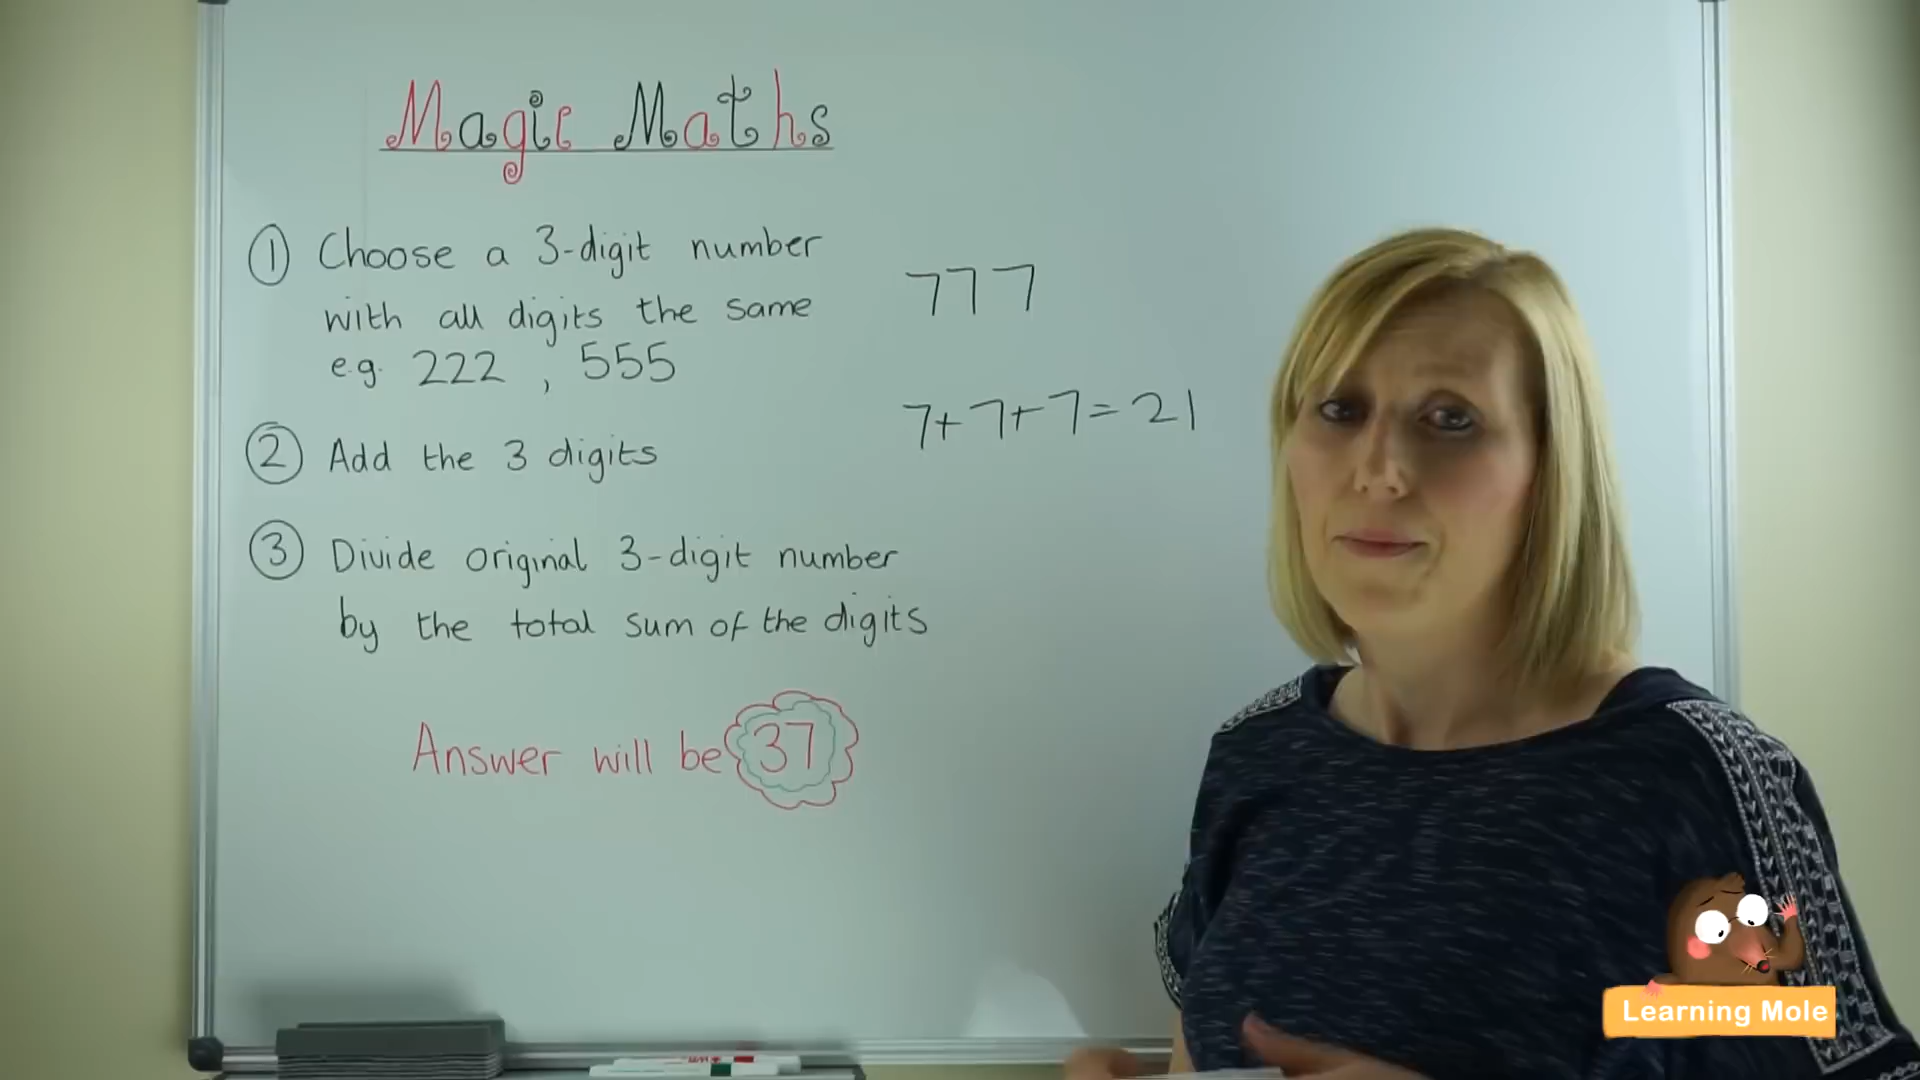 Magic Maths
① Choose a 3-digit number
with all digits the same
e.g. 222 , 555
② Add the 3 digits
③ Divide original 3-digit number
by the total sum of the digits
Answer will be 37
777
7+7+7=21
Learning Mole